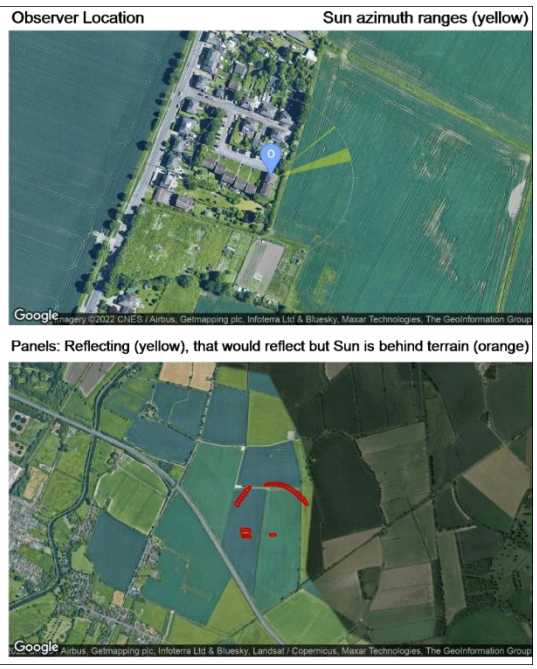 Observer Location
Sun azimuth ranges (yellow)
O
Google
Imagery ©2022 CNES / Airbus, Getmapping plc, Infoterra Ltd & Bluesky, Maxar Technologies, The GeoInformation Group
Panels: Reflecting (yellow), that would reflect but Sun is behind terrain (orange)
Google
CNES / Airbus, Getmapping plc, Infoterra Ltd & Bluesky, Landsat / Copernicus, Maxar Technologies, The GeoInformation Group